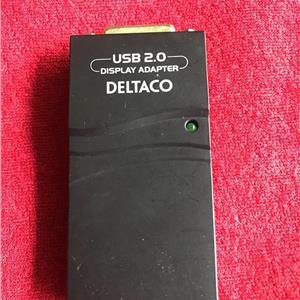 USB 2.0
DISPLAY ADAPTER
DELTACO